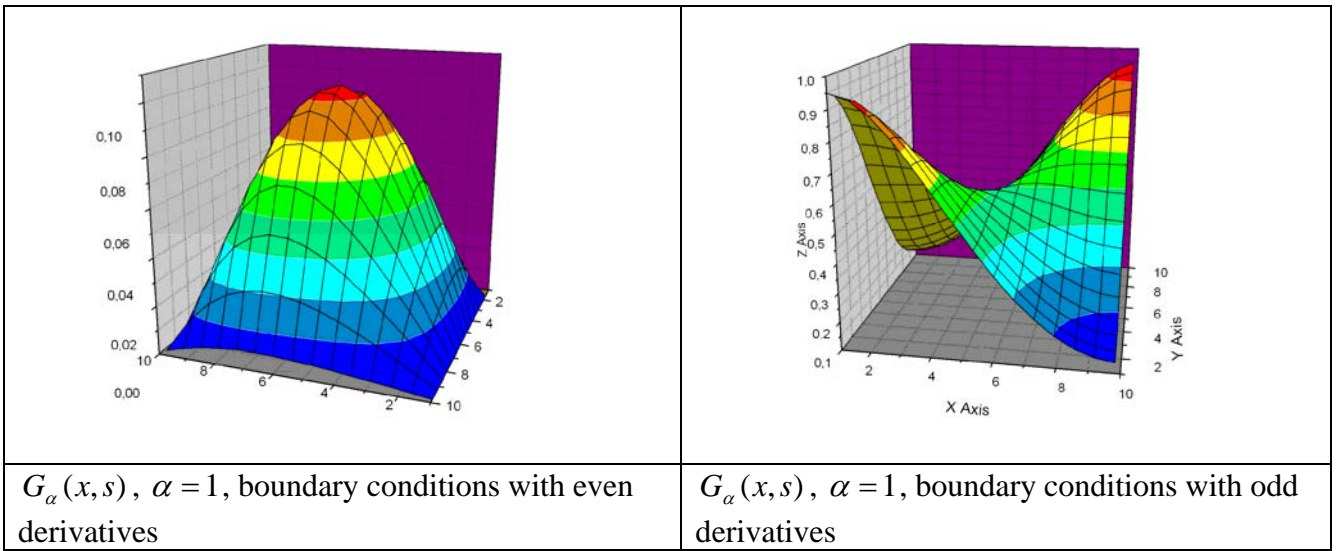 0,10
0,08
0,06
0,04
0,02
0,00
10 8 6 4 2
2
4
6
8
10
1,0
0,9
0,8
0,7
0,6
0,5
0,4
0,3
0,2
0,1
Z Axis
2 4 6 8 10
X Axis
10
8
6
4
2
Y Axis
G_α(x,s), α = 1, boundary conditions with even
derivatives
G_α(x,s), α = 1, boundary conditions with odd
derivatives